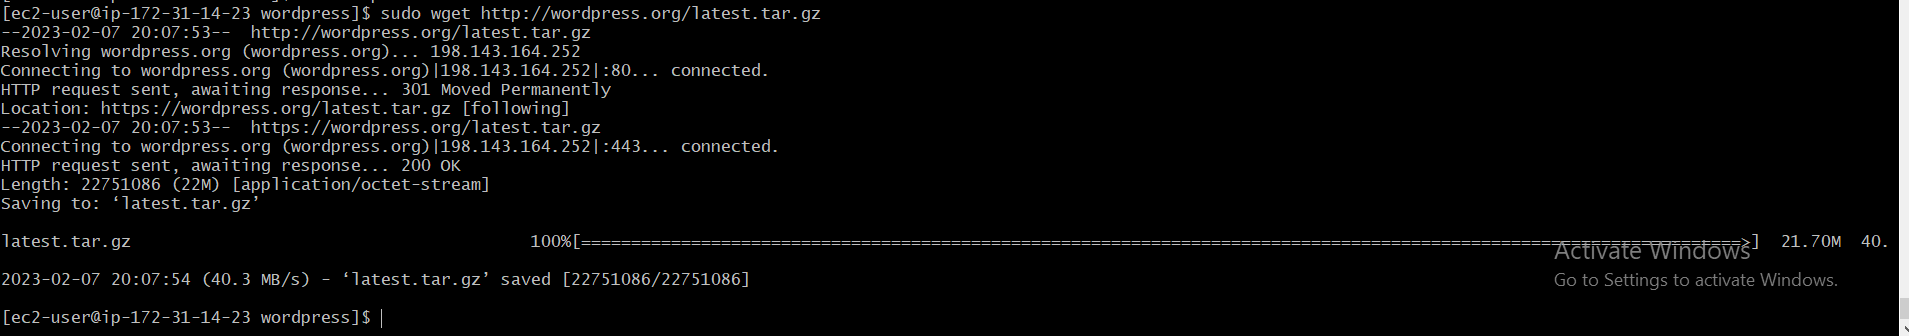 [ec2-user@ip-172-31-14-23 wordpress]$ sudo wget http://wordpress.org/latest.tar.gz
--2023-02-07 20:07:53--  http://wordpress.org/latest.tar.gz
Resolving wordpress.org (wordpress.org)... 198.143.164.252
Connecting to wordpress.org (wordpress.org)|198.143.164.252|:80... connected.
HTTP request sent, awaiting response... 301 Moved Permanently
Location: https://wordpress.org/latest.tar.gz [following]
--2023-02-07 20:07:53--  https://wordpress.org/latest.tar.gz
Connecting to wordpress.org (wordpress.org)|198.143.164.252|:443... connected.
HTTP request sent, awaiting response... 200 OK
Length: 22751086 (22M) [application/octet-stream]
Saving to: ‘latest.tar.gz’
latest.tar.gz 100%[====================================================================================================================>] 21.70M 40.
Activate Windows
2023-02-07 20:07:54 (40.3 MB/s) - ‘latest.tar.gz’ saved [22751086/22751086]
Go to Settings to activate Windows.
[ec2-user@ip-172-31-14-23 wordpress]$